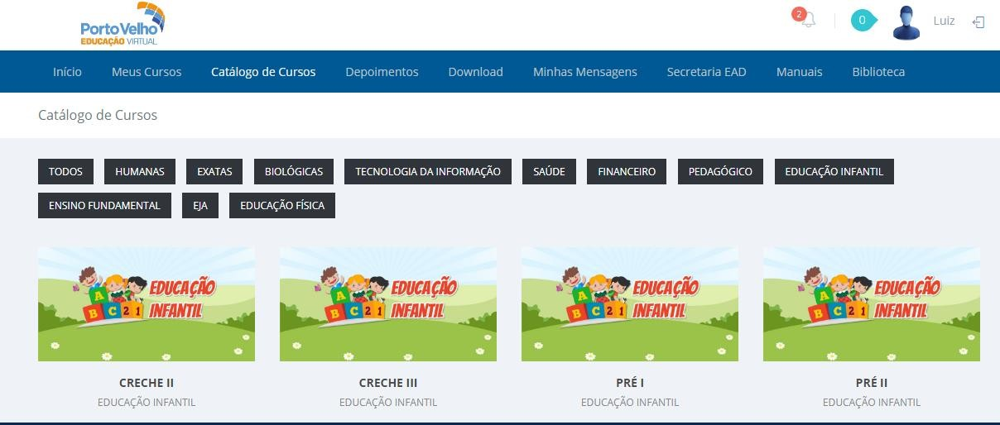 Porto Velho
EDUCAÇÃO VIRTUAL
2
0
Luiz
Início Meus Cursos Catálogo de Cursos Depoimentos Download Minhas Mensagens Secretaria EAD Manuais Biblioteca
Catálogo de Cursos
TODOS HUMANAS EXATAS BIOLÓGICAS TECNOLOGIA DA INFORMAÇÃO SAÚDE FINANCEIRO PEDAGÓGICO EDUCAÇÃO INFANTIL
ENSINO FUNDAMENTAL EJA EDUCAÇÃO FÍSICA
A B C 2 1 EDUCAÇÃO INFANTIL
A B C 2 1 EDUCAÇÃO INFANTIL
A B C 2 1 EDUCAÇÃO INFANTIL
A B C 2 1 EDUCAÇÃO INFANTIL
CRECHE II CRECHE III PRÉ I PRÉ II
EDUCAÇÃO INFANTIL EDUCAÇÃO INFANTIL EDUCAÇÃO INFANTIL EDUCAÇÃO INFANTIL